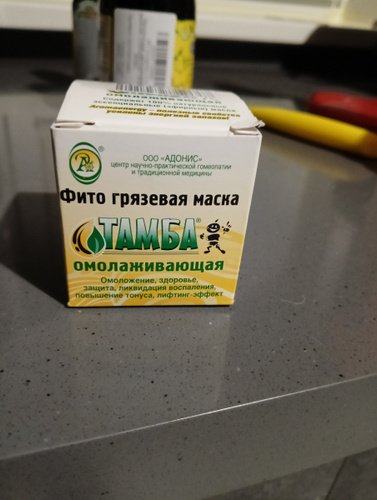 ООО «АДОНИС»
центр научно-практической гомеопатии
и традиционной медицины
Фито грязевая маска
ТАМБА®
омолаживающая
Омоложение, здоровье,
защита, ликвидация воспаления,
повышение тонуса, лифтинг-эффект